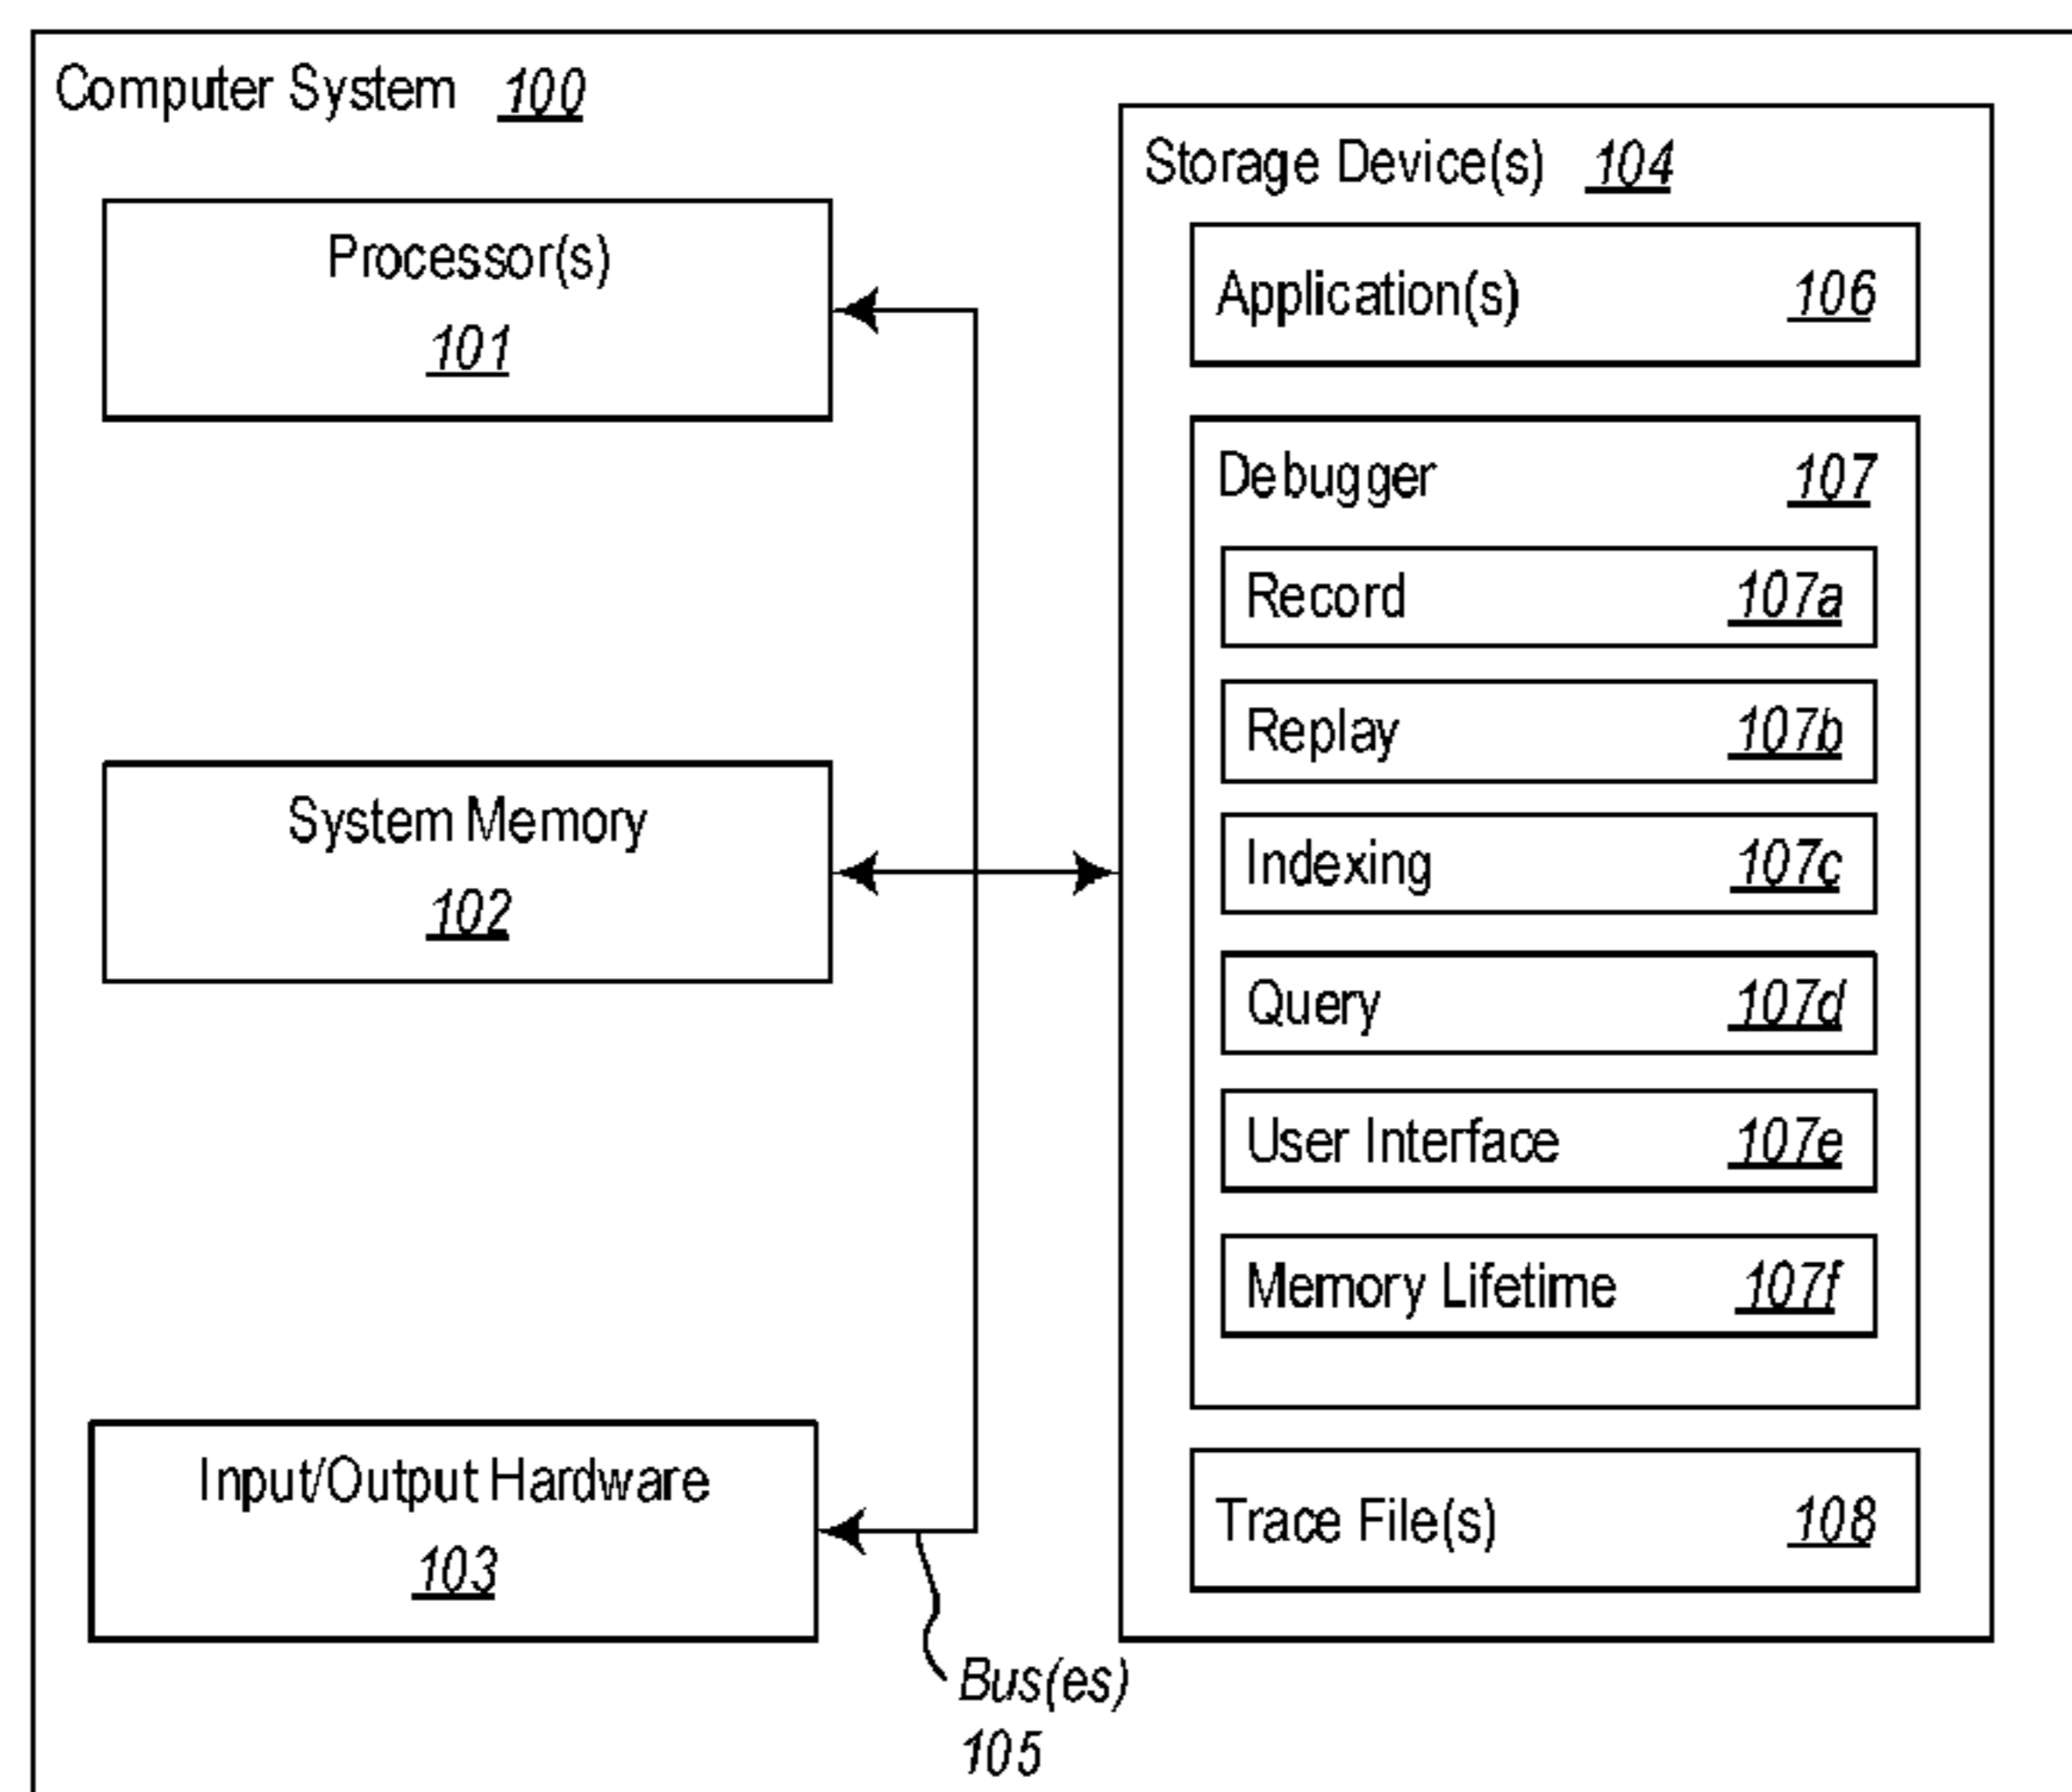 Computer System 100
Processor(s)
101
System Memory
102
Input/Output Hardware
103
Bus(es)
105
Storage Device(s) 104
Application(s) 106
Debugger 107
Record 107a
Replay 107b
Indexing 107c
Query 107d
User Interface 107e
Memory Lifetime 107f
Trace File(s) 108